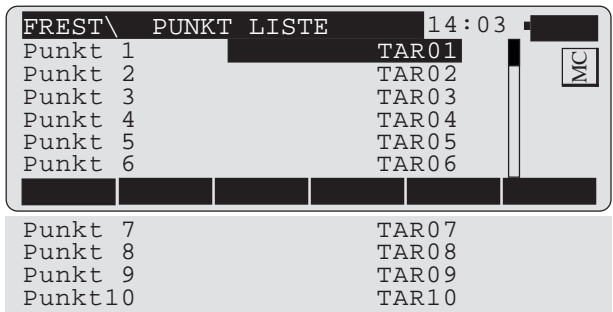 FREST\ PUNKT LISTE 14:03
Punkt 1 TAR01
Punkt 2 TAR02
MC
Punkt 3 TAR03
Punkt 4 TAR04
Punkt 5 TAR05
Punkt 6 TAR06
Punkt 7 TAR07
Punkt 8 TAR08
Punkt 9 TAR09
Punkt10 TAR10